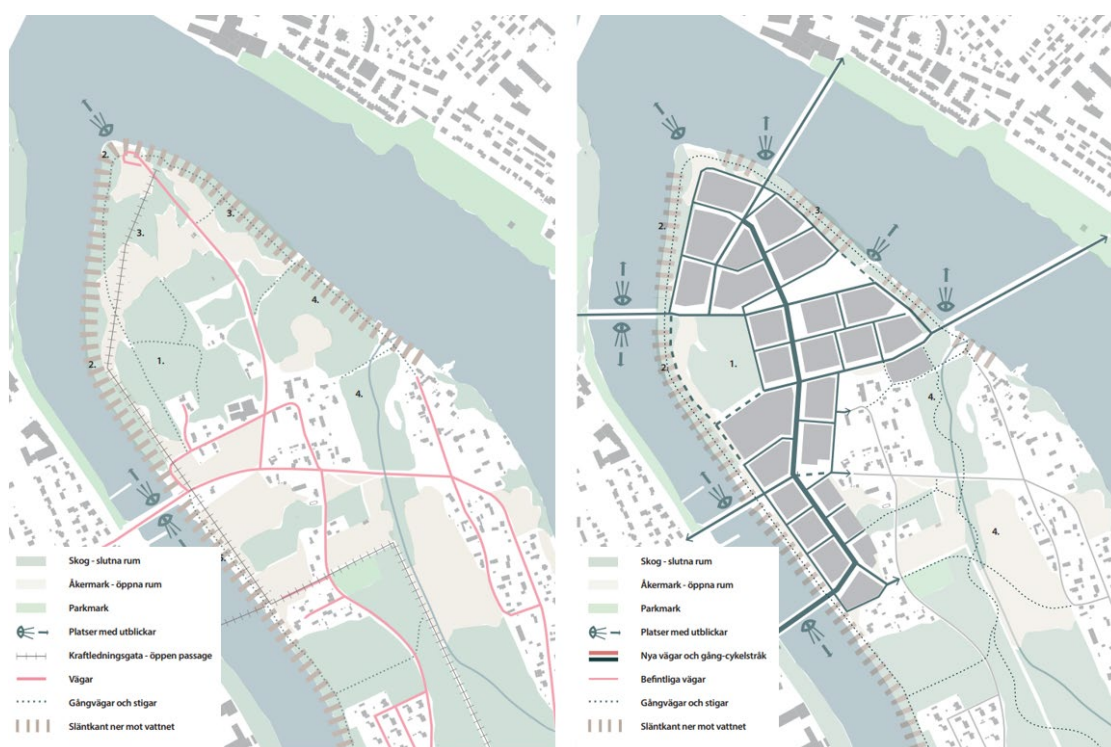 2.
3.
3.
4.
1.
2.
4.
Skog - slutna rum
Åkermark - öppna rum
Parkmark
Platser med utblickar
Kraftledningsgata - öppen passage
Vägar
Gångvägar och stigar
Släntkant ner mot vattnet
3.
2.
1.
2.
4.
4.
Skog - slutna rum
Åkermark - öppna rum
Parkmark
Platser med utblickar
Nya vägar och gång-cykelstråk
Befintliga vägar
Gångvägar och stigar
Släntkant ner mot vattnet